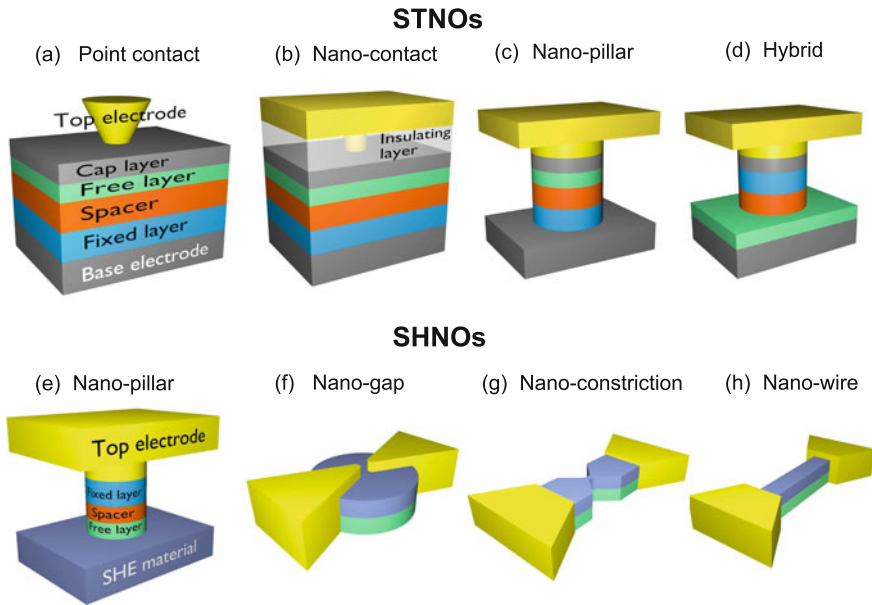 STNOs
(a) Point contact
(b) Nano-contact
(c) Nano-pillar
(d) Hybrid
Top electrode
Cap layer
Free layer
Spacer
Fixed layer
Base electrode
Insulating
layer
SHNOs
(e) Nano-pillar
(f) Nano-gap
(g) Nano-constriction
(h) Nano-wire
Top electrode
Fixed layer
Spacer
Free layer
SHE material